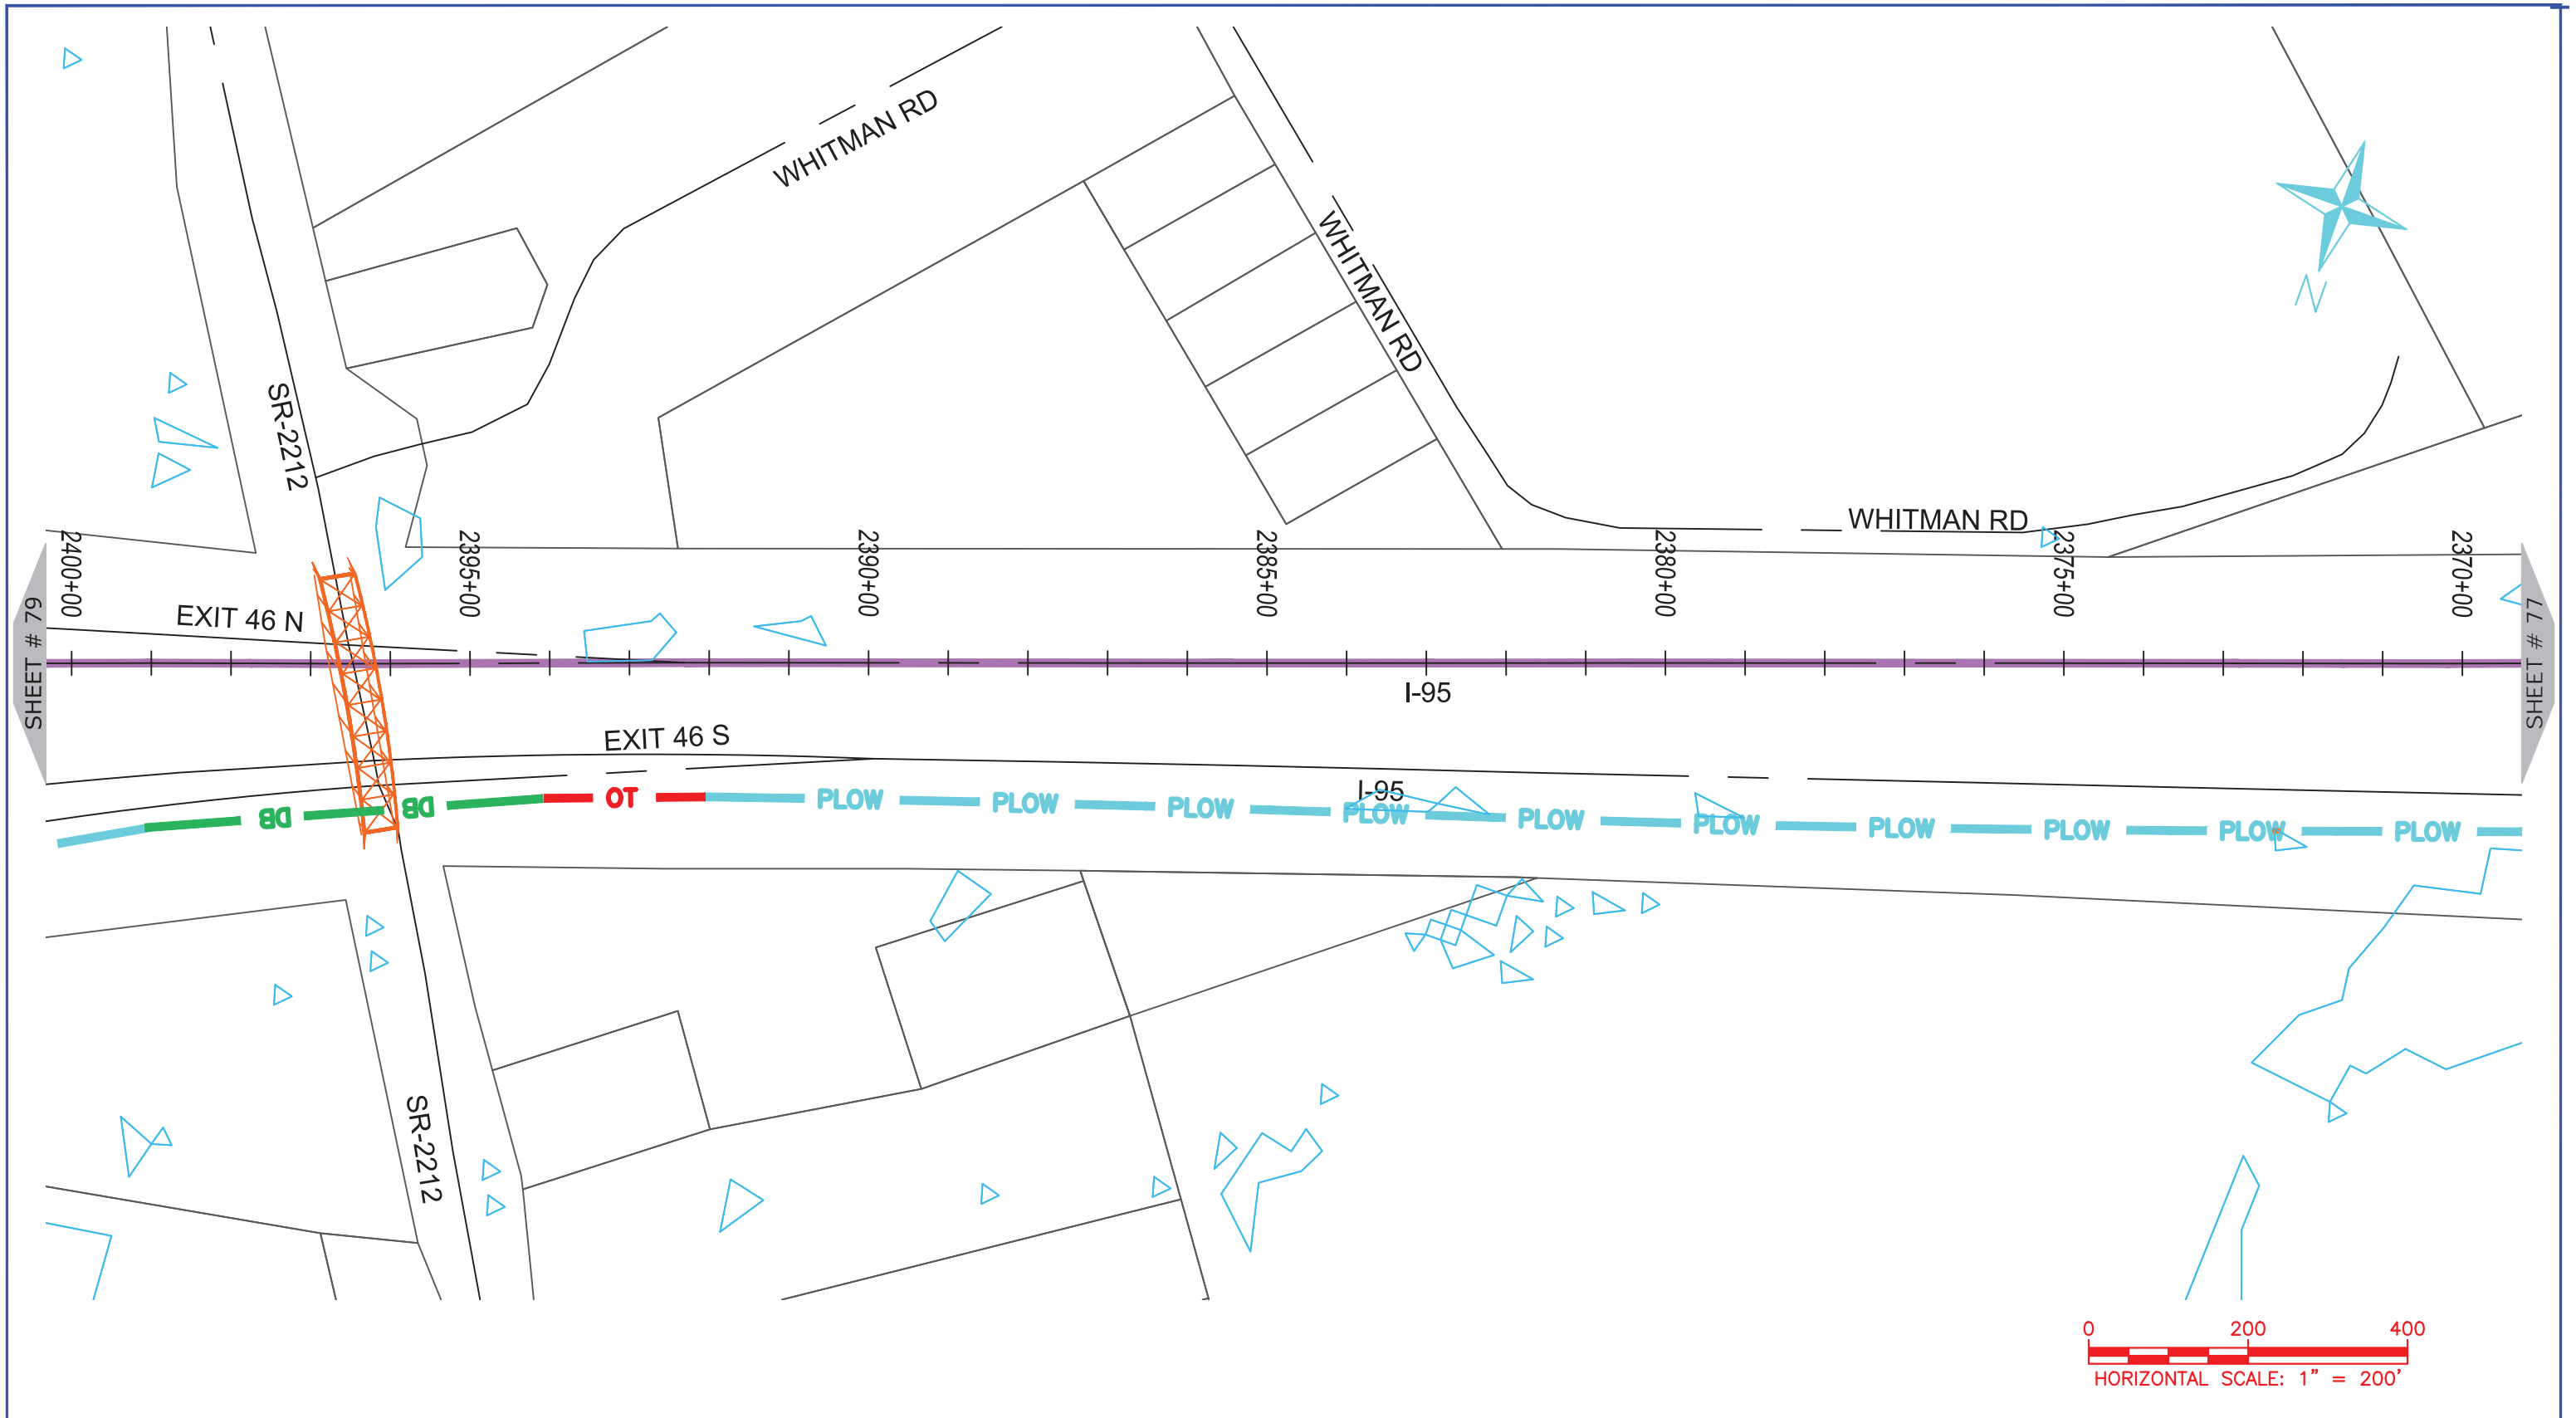 WHITMAN RD
WHITMAN RD
SR-2212
WHITMAN RD
2400+00
2395+00
2390+00
2385+00
2380+00
2375+00
2370+00
N
SHEET # 79
SHEET # 77
EXIT 46 N
I-95
EXIT 46 S
I-95
DB
DB
OT
PLOW
PLOW
PLOW
PLOW
PLOW
PLOW
PLOW
PLOW
PLOW
PLOW
SR-2212
0 200 400
HORIZONTAL SCALE: 1" = 200'